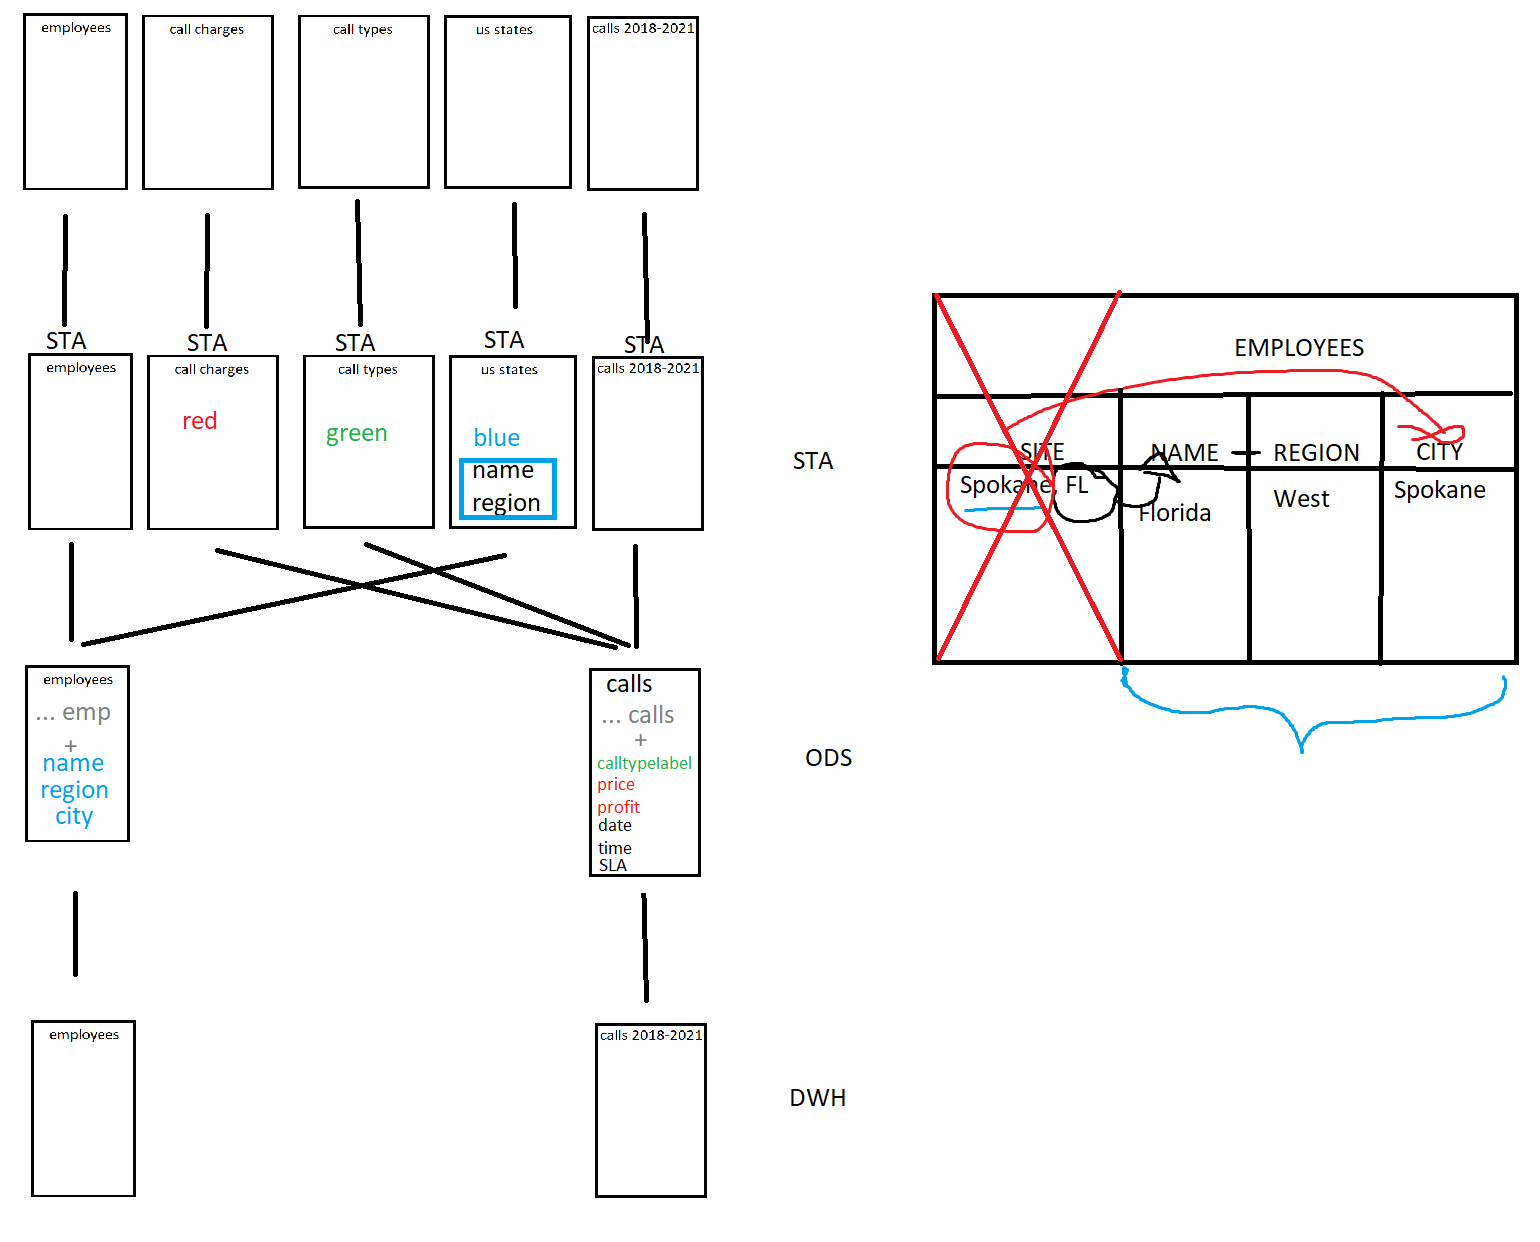 employees
call charges
call types
us states
calls 2018-2021
STA
STA
STA
STA
STA
employees
call charges
call types
us states
calls 2018-2021
red
green
blue
name
region
STA
EMPLOYEES
SITE
NAME
REGION
CITY
Spokane, FL
Florida
West
Spokane
employees
... emp
+
name
region
city
calls
... calls
+
calltypelabel
price
profit
date
time
SLA
ODS
employees
calls 2018-2021
DWH